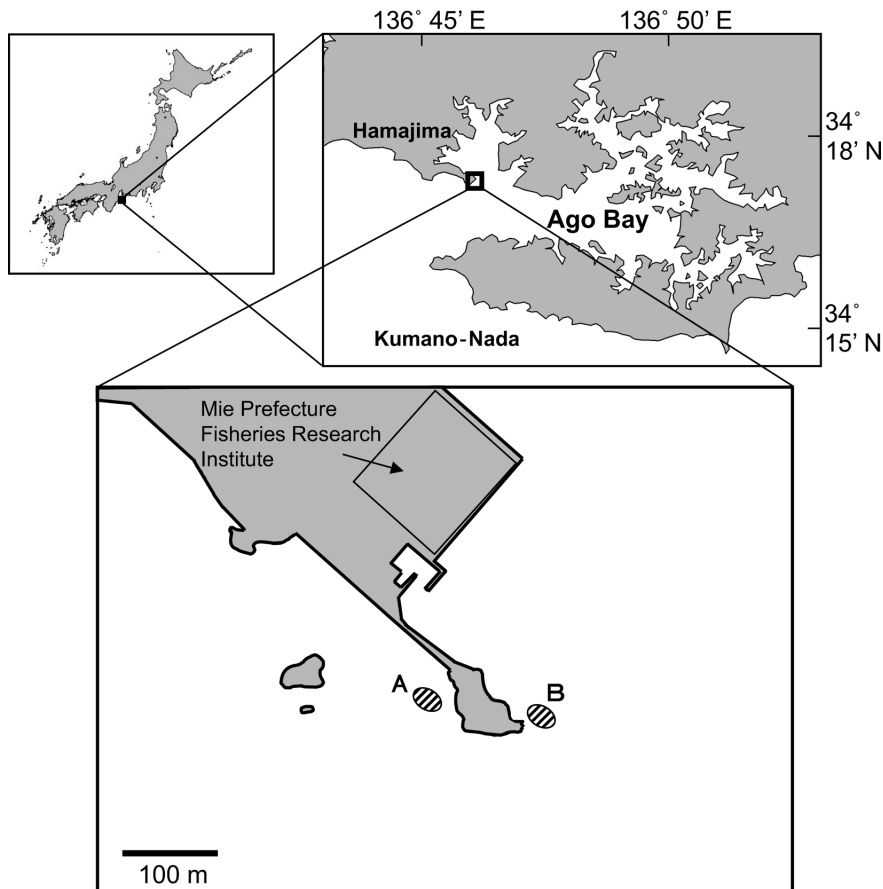 136° 45' E
136° 50' E
Hamajima
34°
18' N
Ago Bay
34°
15' N
Kumano-Nada
Mie Prefecture
Fisheries Research
Institute
A
B
100 m